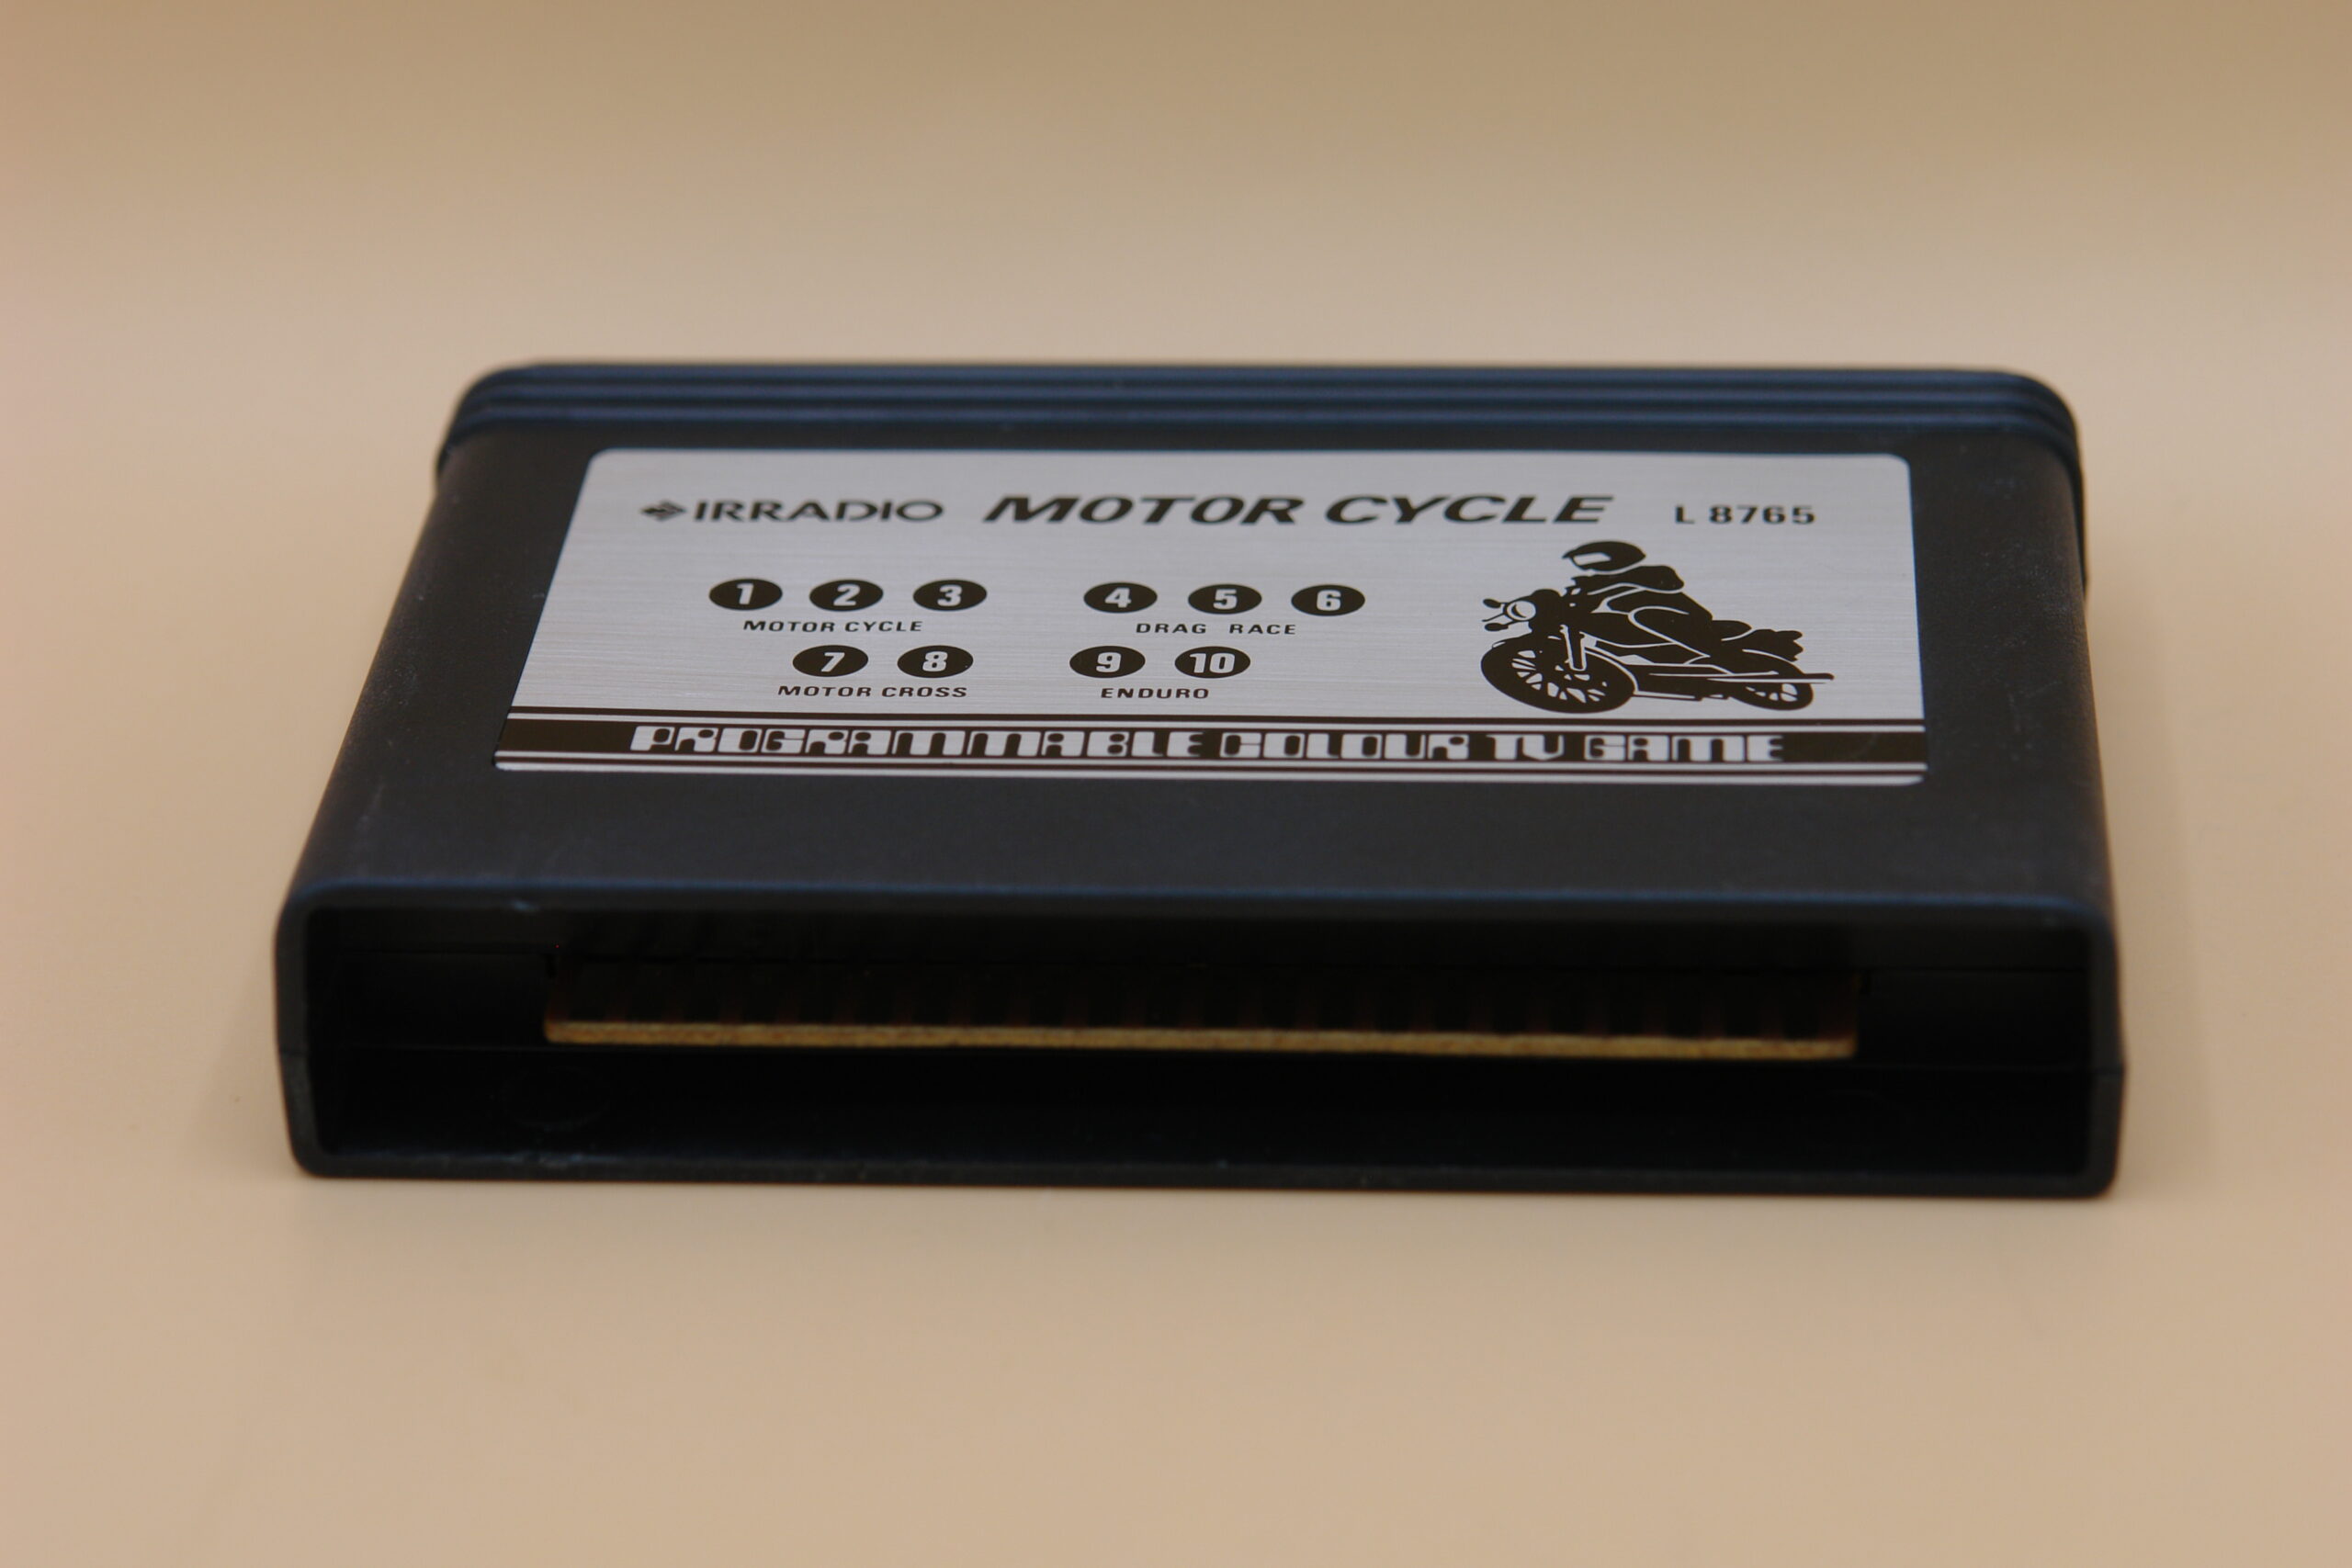 IRRADIO MOTOR CYCLE L 8765
1 2 3 4 5 6
MOTOR CYCLE DRAG RACE
7 8 9 10
MOTOR CROSS ENDURO
PROGRAMMABLE COLOUR TV GAME